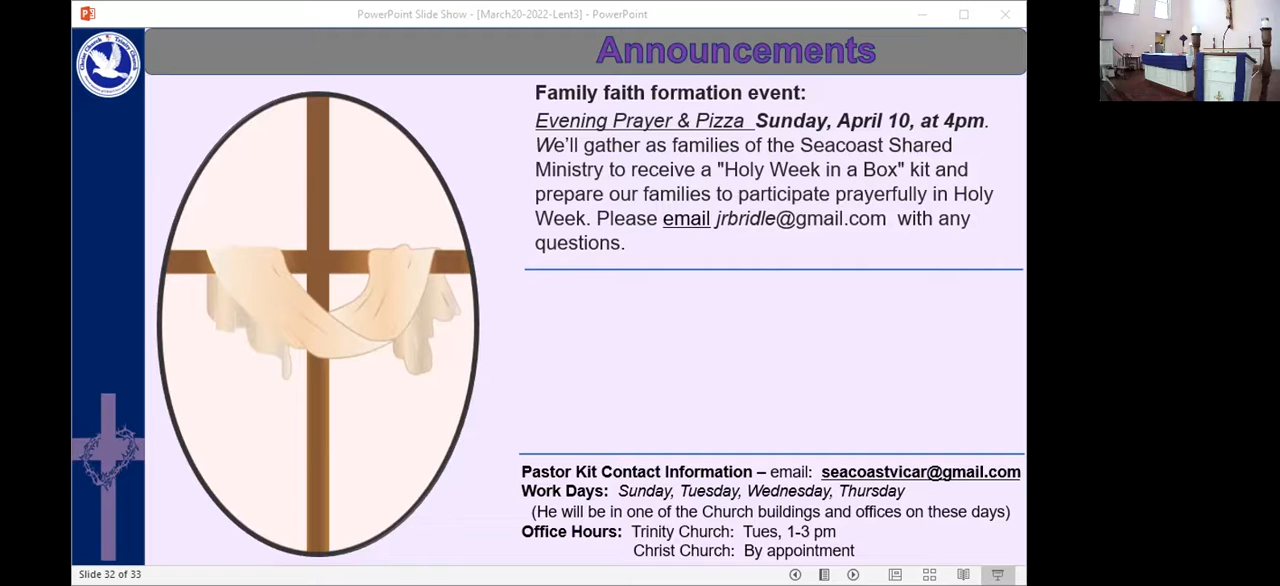 PowerPoint Slide Show - [March20-2022-Lent3] - PowerPoint
Announcements
Family faith formation event:
Evening Prayer & Pizza Sunday, April 10, at 4pm.
We’ll gather as families of the Seacoast Shared
Ministry to receive a "Holy Week in a Box" kit and
prepare our families to participate prayerfully in Holy
Week. Please email jrbridle@gmail.com with any
questions.
Pastor Kit Contact Information – email: seacoastvicar@gmail.com
Work Days: Sunday, Tuesday, Wednesday, Thursday
(He will be in one of the Church buildings and offices on these days)
Office Hours: Trinity Church: Tues, 1-3 pm
Christ Church: By appointment
Slide 32 of 33